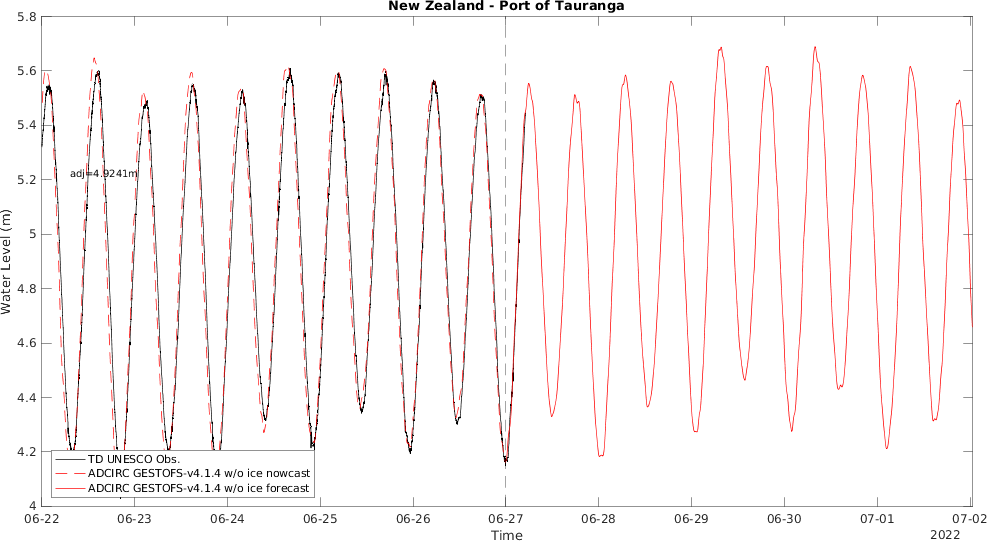 New Zealand - Port of Tauranga
5.8
5.6
5.4
5.2
5
4.8
4.6
4.4
4.2
4
Water Level (m)
adj=4.9241m
TD UNESCO Obs.
ADCIRC GESTOFS-v4.1.4 w/o ice nowcast
ADCIRC GESTOFS-v4.1.4 w/o ice forecast
06-22 06-23 06-24 06-25 06-26 06-27 06-28 06-29 06-30 07-01 07-02
Time
2022